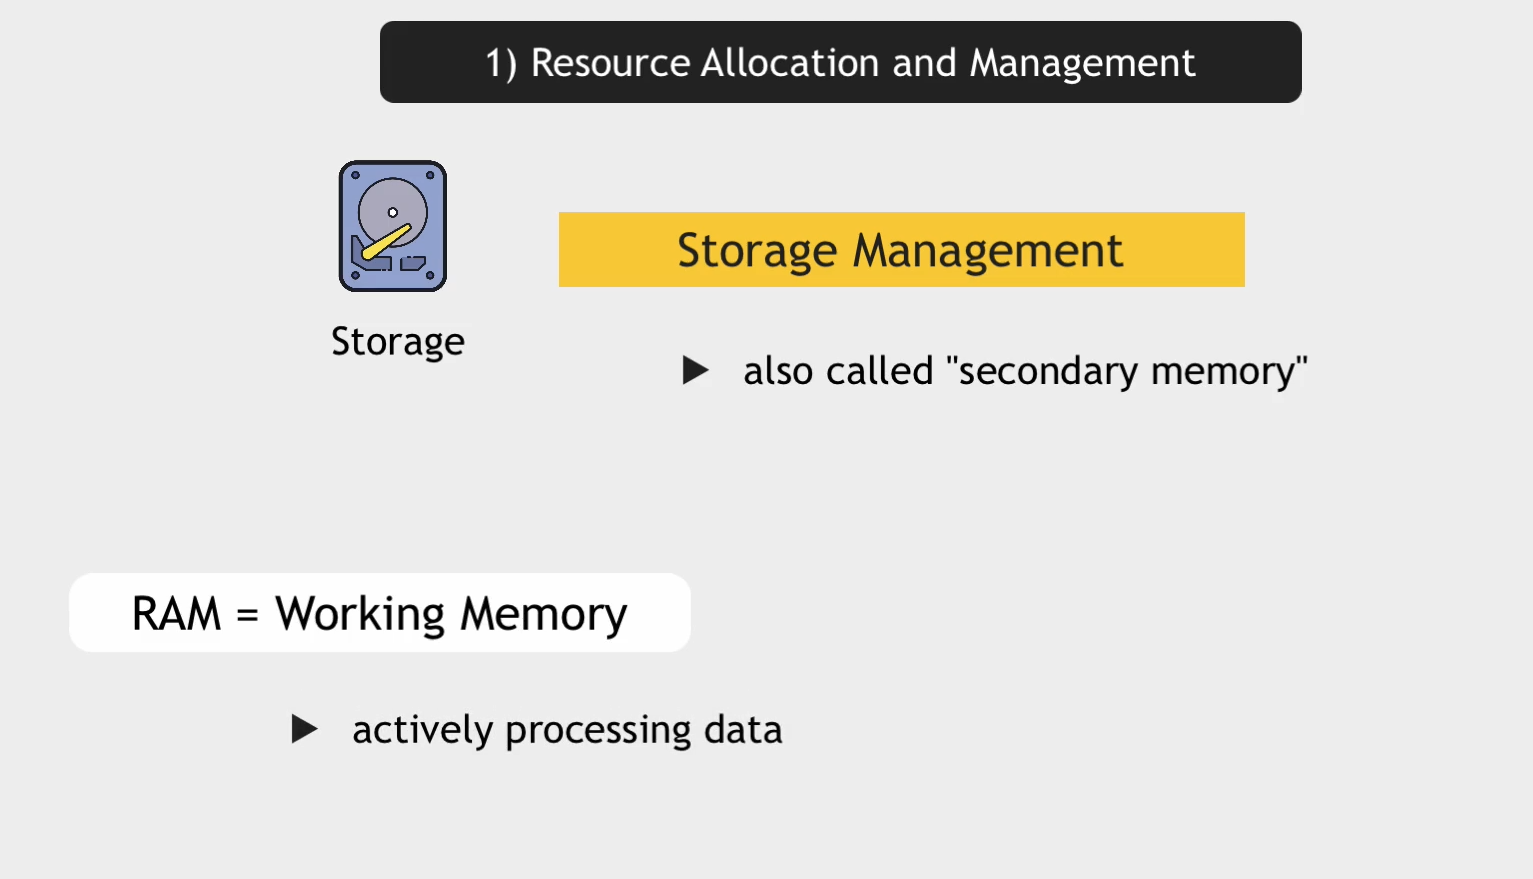 1) Resource Allocation and Management
Storage Management
Storage
▶ also called "secondary memory"
RAM = Working Memory
▶ actively processing data